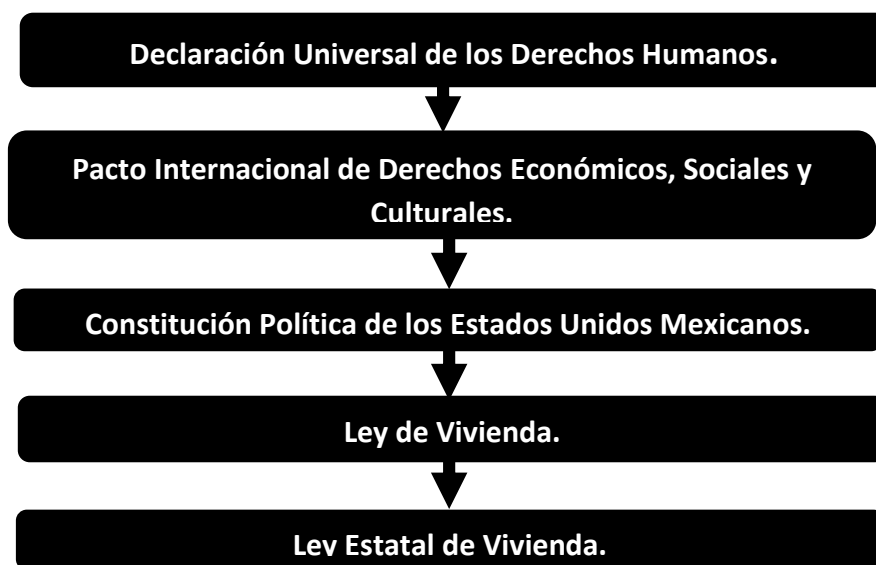 Declaración Universal de los Derechos Humanos.
Pacto Internacional de Derechos Económicos, Sociales y
Culturales.
Constitución Política de los Estados Unidos Mexicanos.
Ley de Vivienda.
Ley Estatal de Vivienda.